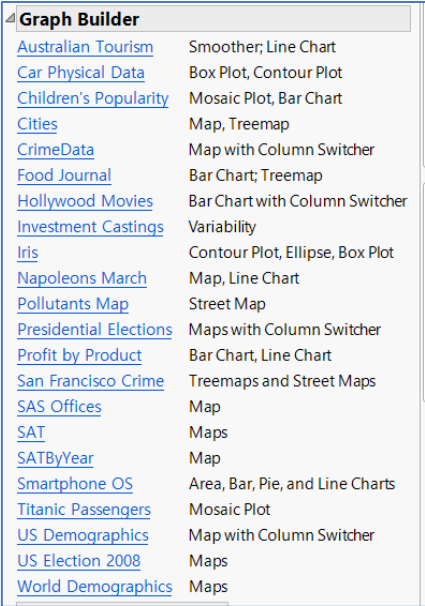 Graph Builder
Australian Tourism Smoother; Line Chart
Car Physical Data Box Plot, Contour Plot
Children's Popularity Mosaic Plot, Bar Chart
Cities Map, Treemap
CrimeData Map with Column Switcher
Food Journal Bar Chart; Treemap
Hollywood Movies Bar Chart with Column Switcher
Investment Castings Variability
Iris Contour Plot, Ellipse, Box Plot
Napoleons March Map, Line Chart
Pollutants Map Street Map
Presidential Elections Maps with Column Switcher
Profit by Product Bar Chart, Line Chart
San Francisco Crime Treemaps and Street Maps
SAS Offices Map
SAT Maps
SATByYear Map
Smartphone OS Area, Bar, Pie, and Line Charts
Titanic Passengers Mosaic Plot
US Demographics Map with Column Switcher
US Election 2008 Maps
World Demographics Maps